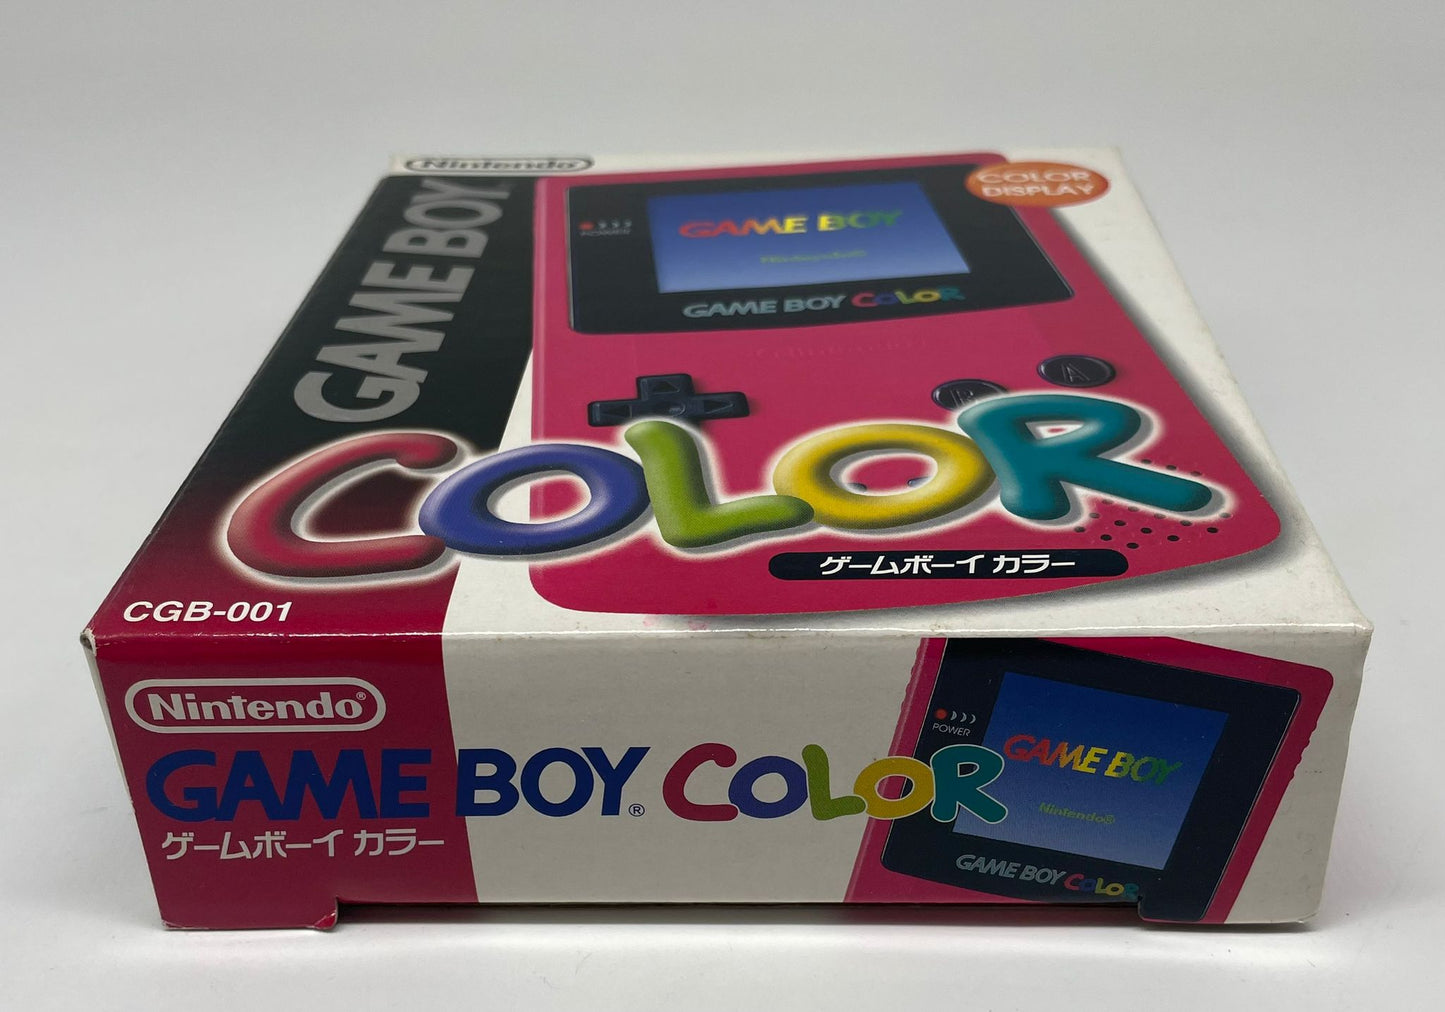 Nintendo
GAME BOY
COLOR
DISPLAY
POWER
GAME BOY
Nintendo®
GAME BOY COLOR
Nintendo
A
B
COLOR
ゲームボーイ カラー
CGB-001
Nintendo®
GAME BOY® COLOR
ゲームボーイ カラー
POWER
GAME BOY
Nintendo®
GAME BOY COLOR